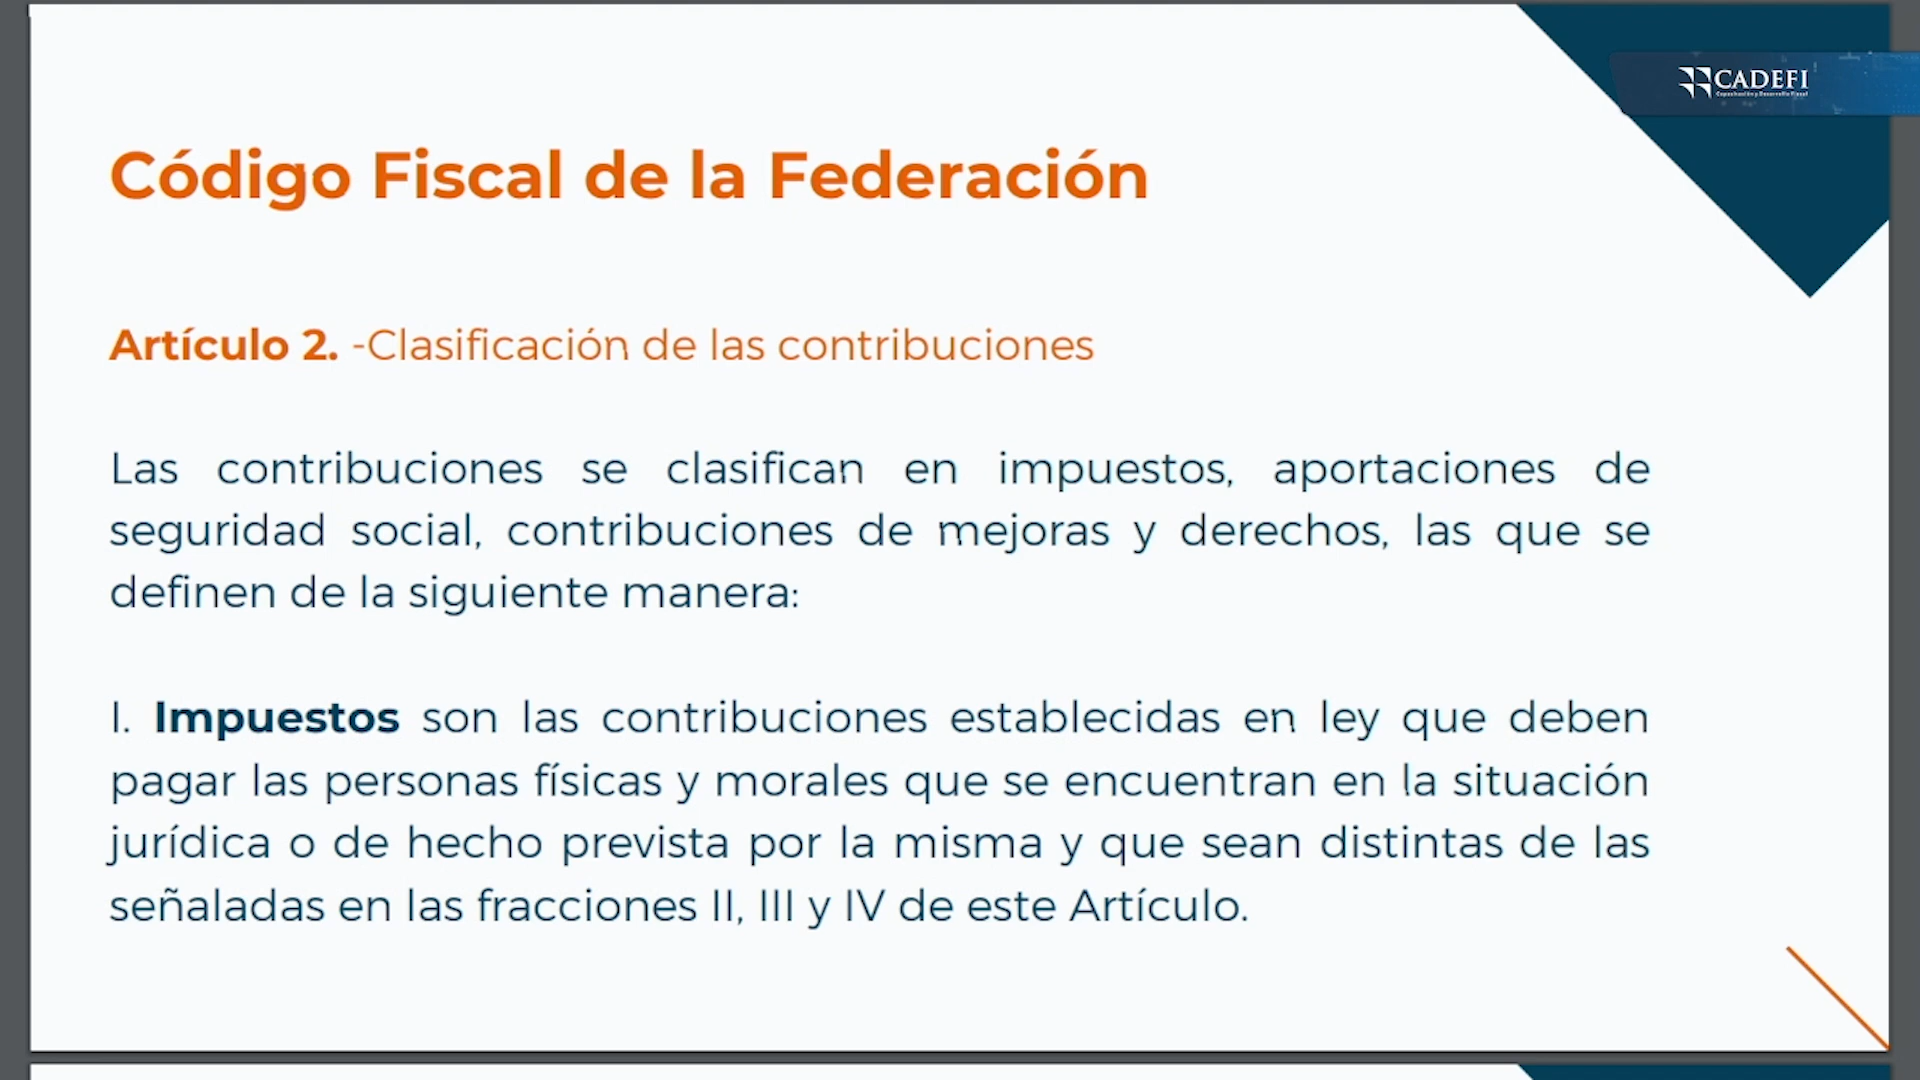 CADEFI
Código Fiscal de la Federación
Artículo 2. -Clasificación de las contribuciones
Las contribuciones se clasifican en impuestos, aportaciones de
seguridad social, contribuciones de mejoras y derechos, las que se
definen de la siguiente manera:
I. Impuestos son las contribuciones establecidas en ley que deben
pagar las personas físicas y morales que se encuentran en la situación
jurídica o de hecho prevista por la misma y que sean distintas de las
señaladas en las fracciones II, III y IV de este Artículo.